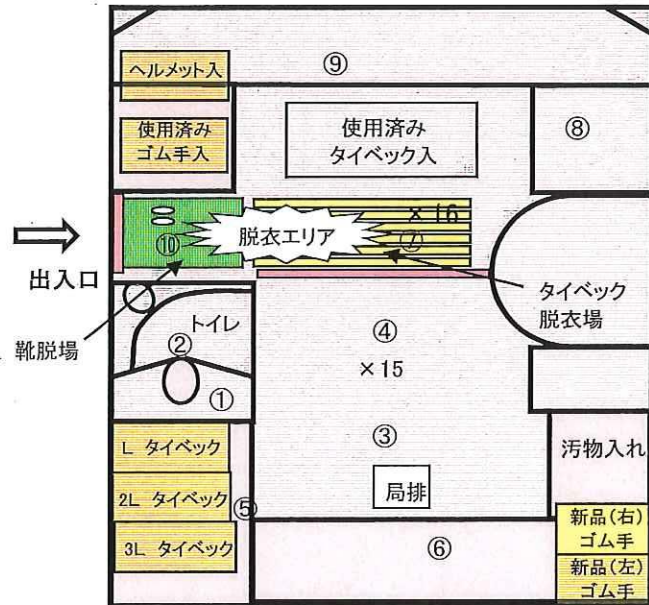 ⑨
ヘルメット入
使用済み
ゴム手入
使用済み
タイベック入
⑧
×16
⑩
脱衣エリア
⑦
出入口
タイベック
脱衣場
靴脱場
トイレ
②
④
×15
①
③
L タイベック
2L タイベック
3L タイベック
⑤
局排
汚物入れ
⑥
新品(右)
ゴム手
新品(左)
ゴム手